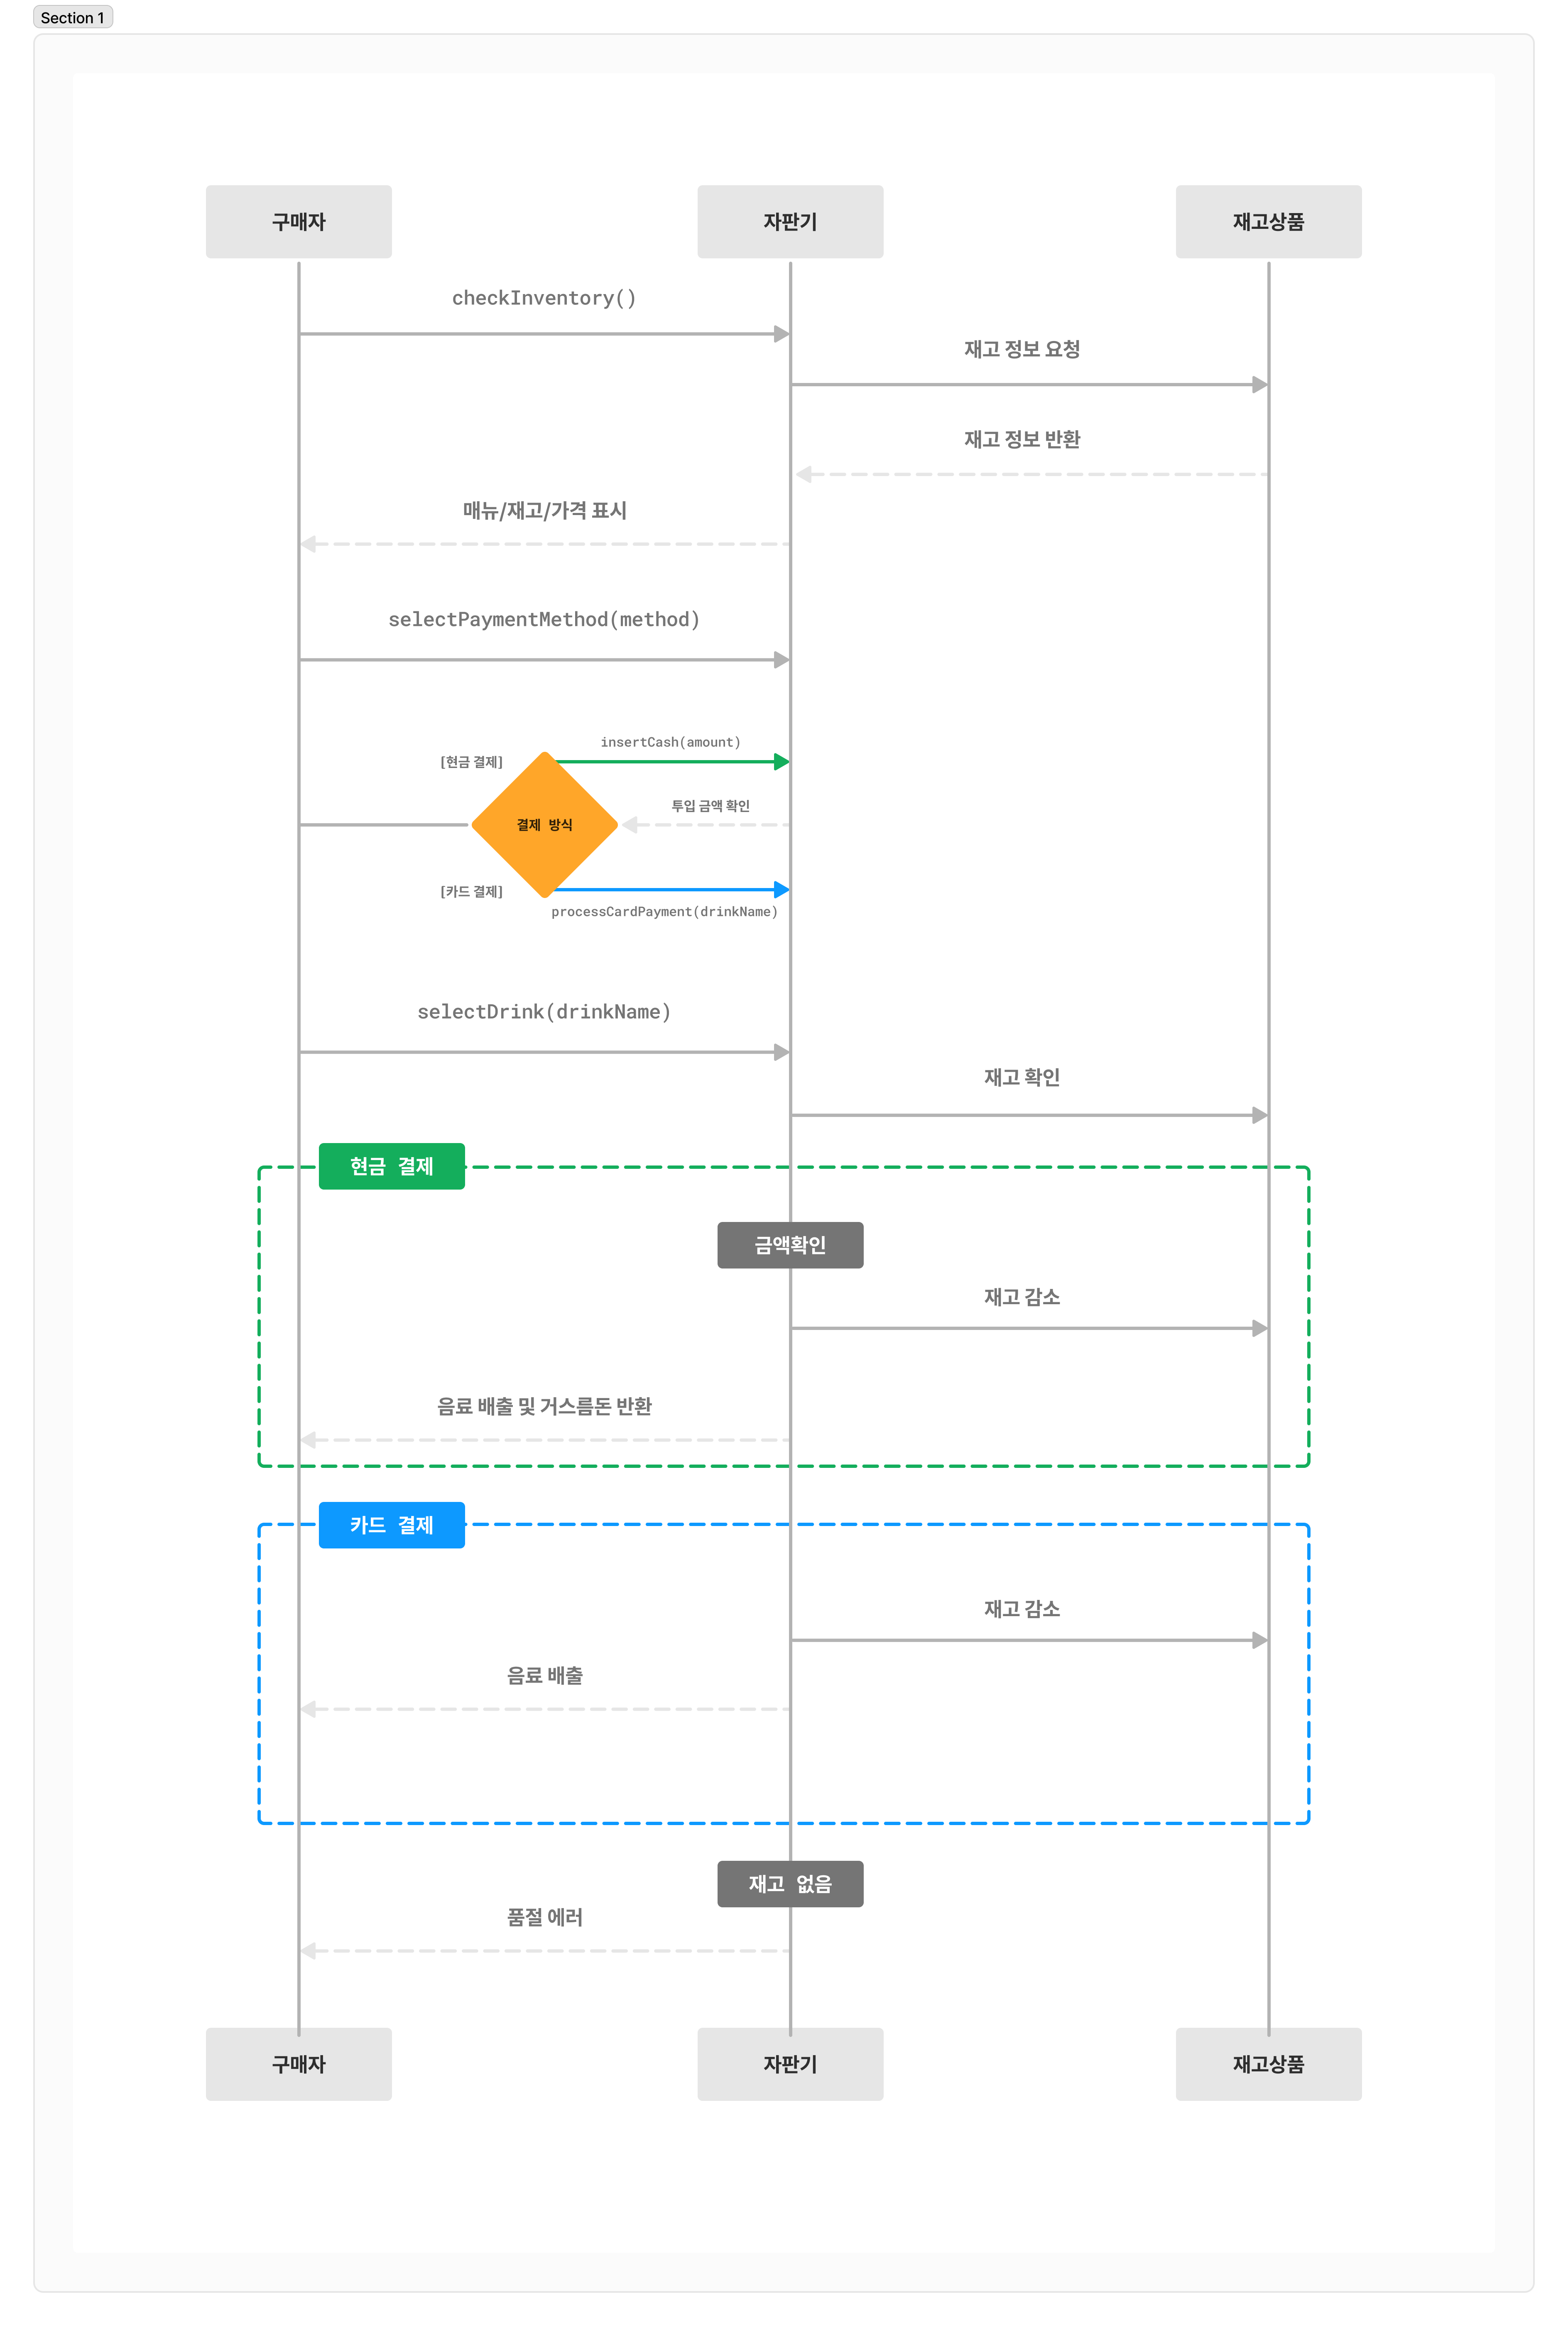 Section 1
구매자
자판기
재고상품
checkInventory()
재고 정보 요청
재고 정보 반환
매뉴/재고/가격 표시
selectPaymentMethod(method)
insertCash(amount)
[현금 결제]
투입 금액 확인
결제 방식
[카드 결제]
processCardPayment(drinkName)
selectDrink(drinkName)
재고 확인
현금 결제
금액확인
재고 감소
음료 배출 및 거스름돈 반환
카드 결제
재고 감소
음료 배출
재고 없음
품절 에러
구매자
자판기
재고상품